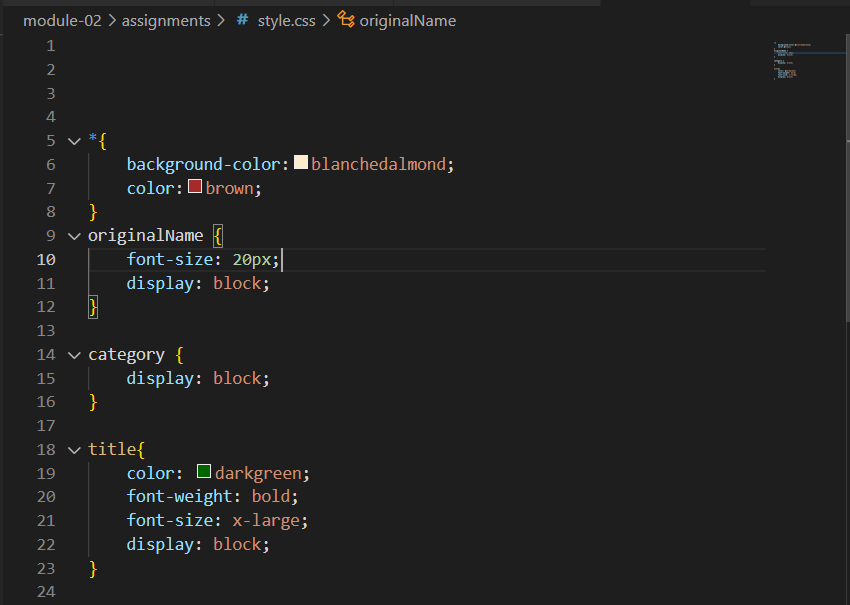 module-02 > assignments > # style.css > originalName
1
2
3
4
5 *{
6 background-color: blanchedalmond;
7 color: brown;
8 }
9 originalName {
10 font-size: 20px;
11 display: block;
12 }
13
14 category {
15 display: block;
16 }
17
18 title{
19 color: darkgreen;
20 font-weight: bold;
21 font-size: x-large;
22 display: block;
23 }
24